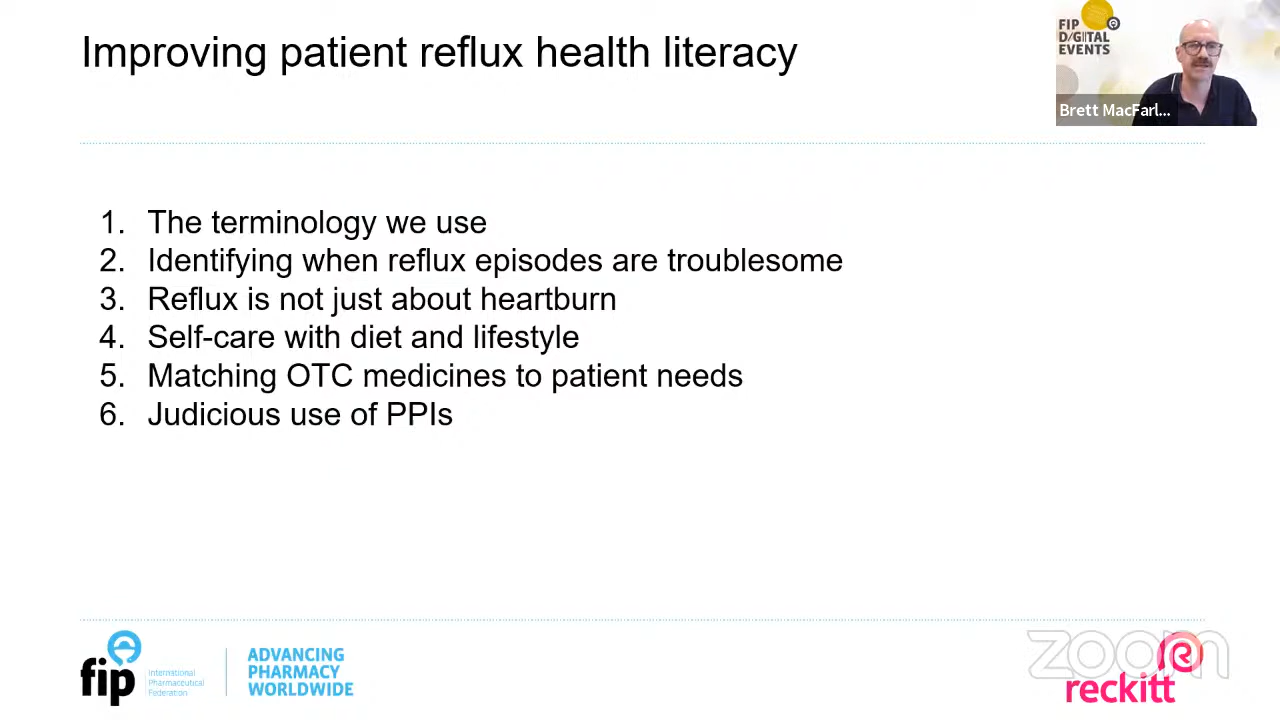 Improving patient reflux health literacy
FIP
DIGITAL
EVENTS
Brett MacFarl...
1. The terminology we use
2. Identifying when reflux episodes are troublesome
3. Reflux is not just about heartburn
4. Self-care with diet and lifestyle
5. Matching OTC medicines to patient needs
6. Judicious use of PPIs
fip
International
Pharmaceutical
Federation
ADVANCING
PHARMACY
WORLDWIDE
zoom
reckitt